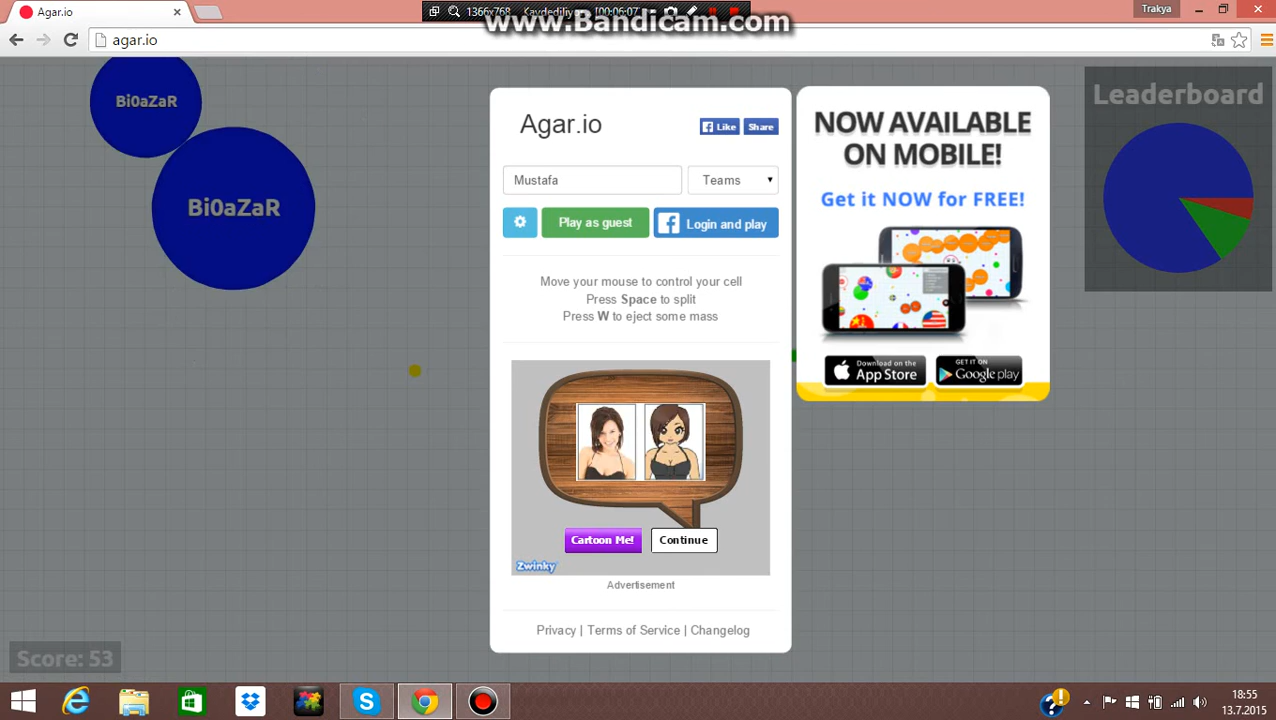 Agar.io
1366x768 Kaydediliyor [00:06:07]
www.Bandicam.com
Trakya
agar.io
Bi0aZaR
Bi0aZaR
Agar.io
Like
Share
Mustafa
Teams
Play as guest
Login and play
Move your mouse to control your cell
Press Space to split
Press W to eject some mass
Cartoon Me!
Continue
Zwinky
Advertisement
Privacy | Terms of Service | Changelog
NOW AVAILABLE
ON MOBILE!
Get it NOW for FREE!
Download on the
App Store
GET IT ON
Google play
Leaderboard
Score: 53
18:55
13.7.2015